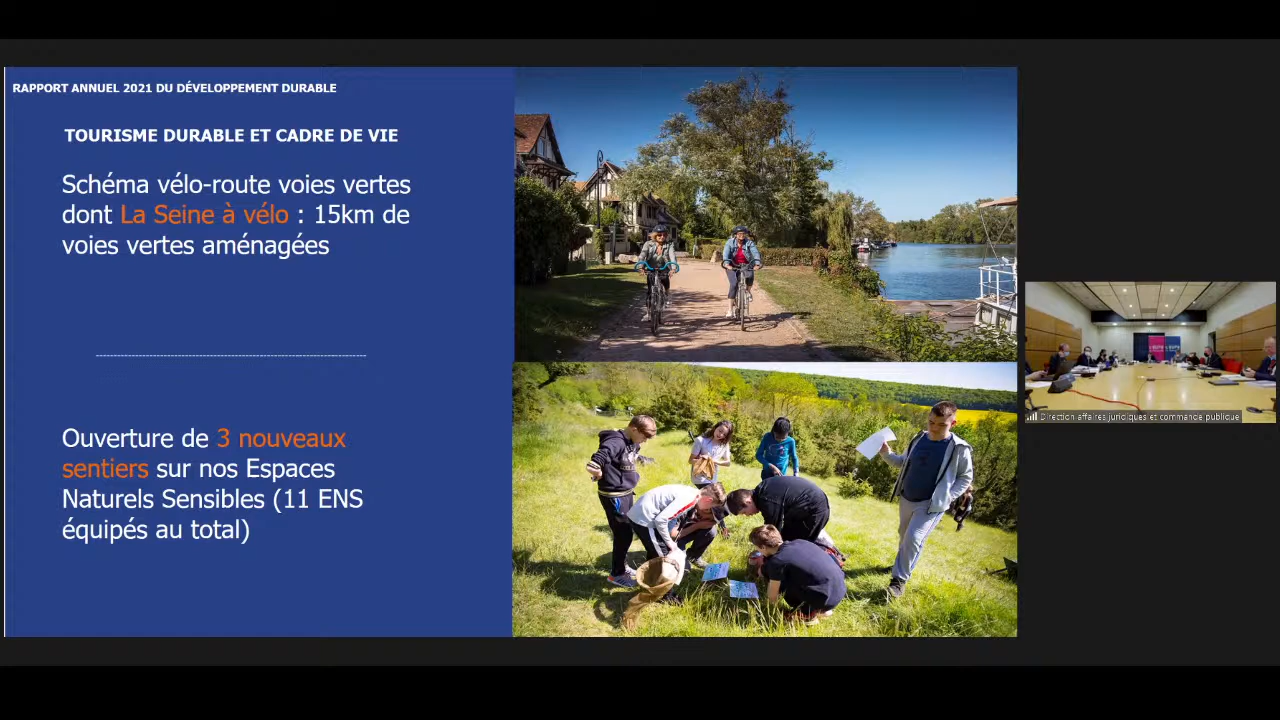 RAPPORT ANNUEL 2021 DU DÉVELOPPEMENT DURABLE
TOURISME DURABLE ET CADRE DE VIE
Schéma vélo-route voies vertes
dont La Seine à vélo : 15km de
voies vertes aménagées
Ouverture de 3 nouveaux
sentiers sur nos Espaces
Naturels Sensibles (11 ENS
équipés au total)
Direction affaires juridiques et commande publique